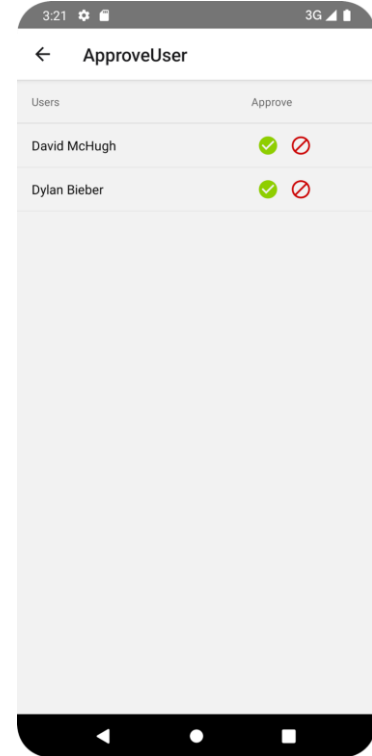 3:21 3G
ApproveUser
Users Approve
David McHugh
Dylan Bieber